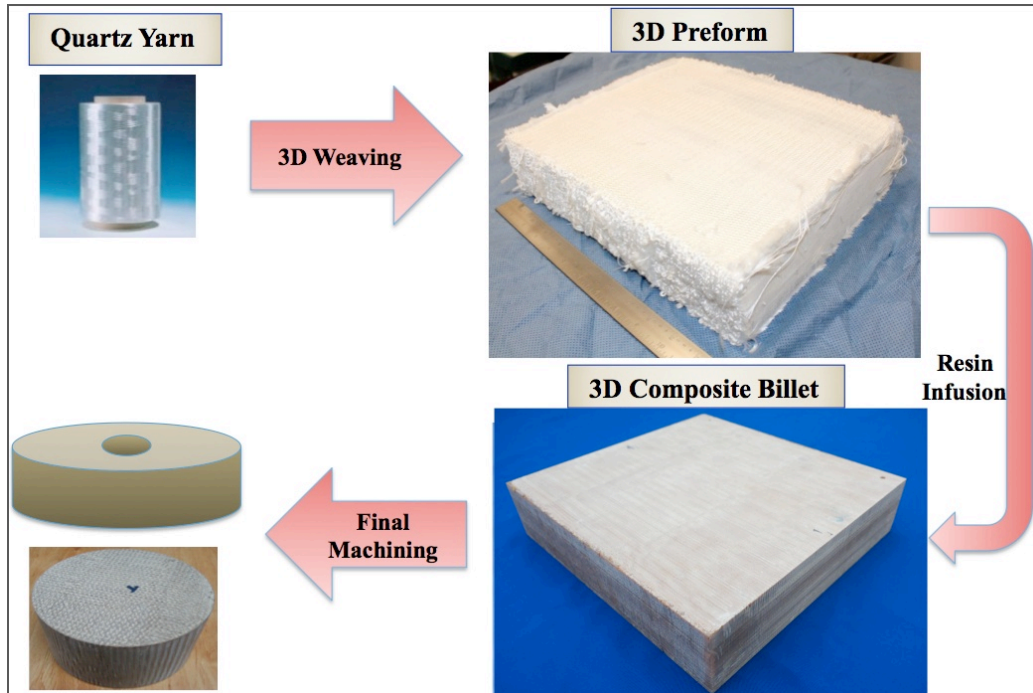 Quartz Yarn
3D Weaving
3D Preform
Resin
Infusion
3D Composite Billet
Final
Machining